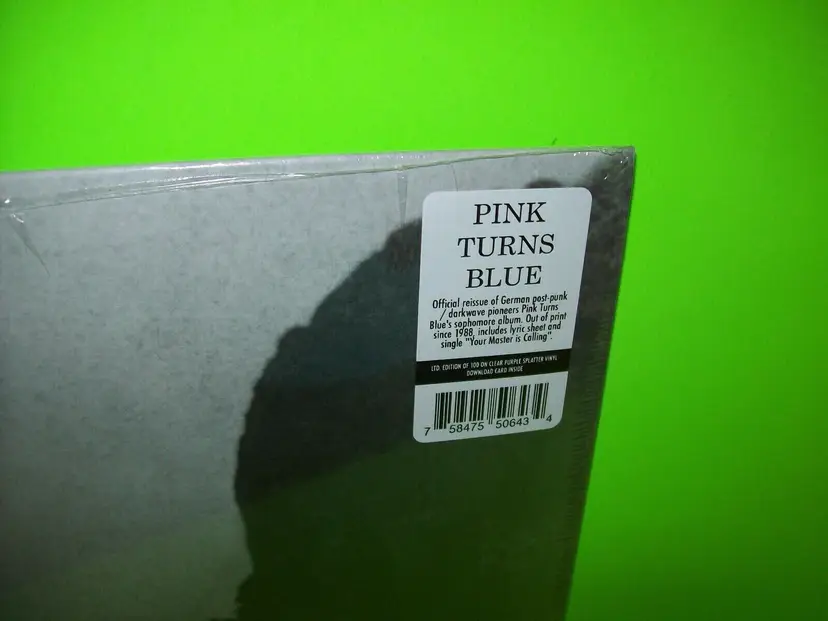 PINK
TURNS
BLUE
Official reissue of German post-punk
/ darkwave pioneers Pink Turns
Blue's sophomore album. Out of print
since 1988, includes lyric sheet and
single "Your Master is Calling".
LTD. EDITION OF 100 ON CLEAR PURPLE SPLATTER VINYL
DOWNLOAD CARD INSIDE
7 58475 50643 4